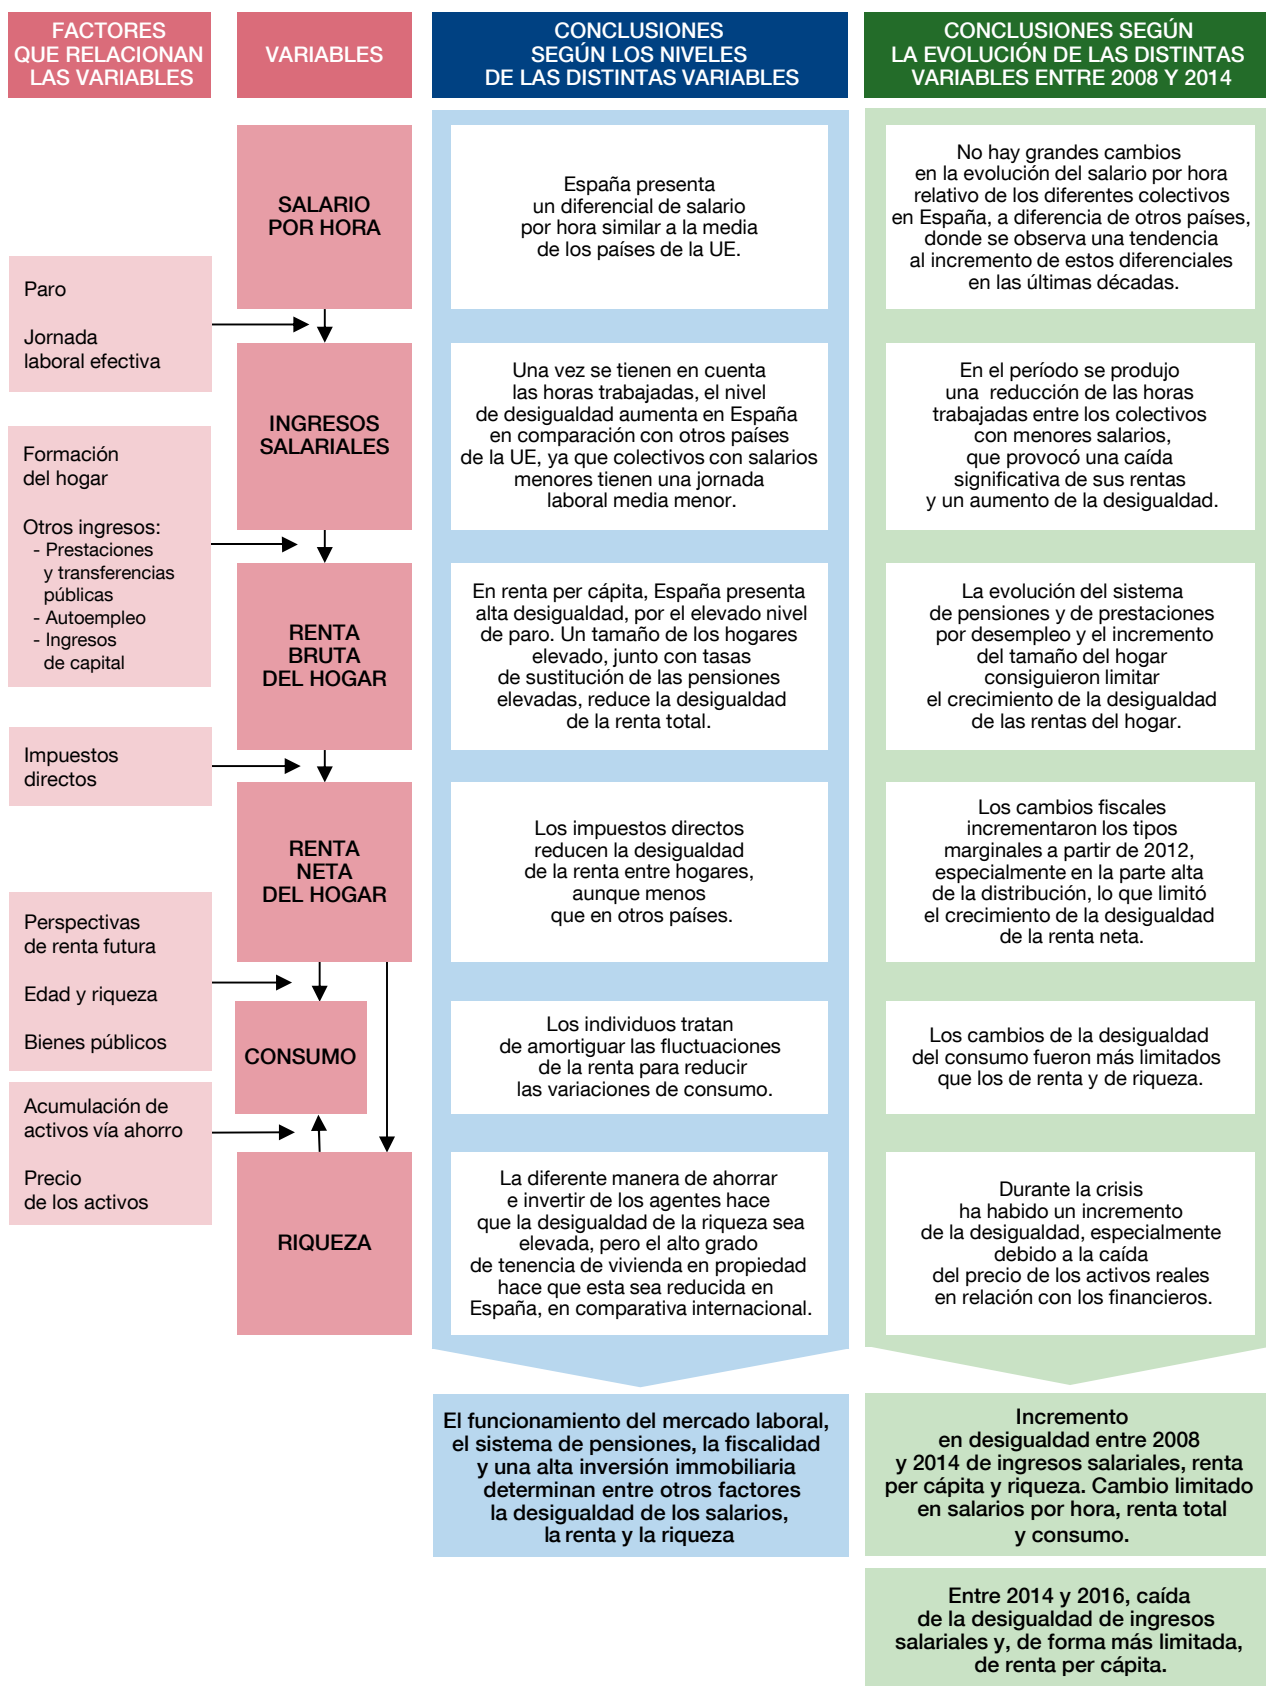 FACTORES
QUE RELACIONAN
LAS VARIABLES
VARIABLES
CONCLUSIONES
SEGÚN LOS NIVELES
DE LAS DISTINTAS VARIABLES
CONCLUSIONES SEGÚN
LA EVOLUCIÓN DE LAS DISTINTAS
VARIABLES ENTRE 2008 Y 2014
SALARIO
POR HORA
España presenta
un diferencial de salario
por hora similar a la media
de los países de la UE.
No hay grandes cambios
en la evolución del salario por hora
relativo de los diferentes colectivos
en España, a diferencia de otros países,
donde se observa una tendencia
al incremento de estos diferenciales
en las últimas décadas.
Paro
Jornada
laboral efectiva
INGRESOS
SALARIALES
Una vez se tienen en cuenta
las horas trabajadas, el nivel
de desigualdad aumenta en España
en comparación con otros países
de la UE, ya que colectivos con salarios
menores tienen una jornada
laboral media menor.
En el período se produjo
una reducción de las horas
trabajadas entre los colectivos
con menores salarios,
que provocó una caída
significativa de sus rentas
y un aumento de la desigualdad.
Formación
del hogar
Otros ingresos:
- Prestaciones
y transferencias
públicas
- Autoempleo
- Ingresos
de capital
RENTA
BRUTA
DEL HOGAR
En renta per cápita, España presenta
alta desigualdad, por el elevado nivel
de paro. Un tamaño de los hogares
elevado, junto con tasas
de sustitución de las pensiones
elevadas, reduce la desigualdad
de la renta total.
La evolución del sistema
de pensiones y de prestaciones
por desempleo y el incremento
del tamaño del hogar
consiguieron limitar
el crecimiento de la desigualdad
de las rentas del hogar.
Impuestos
directos
RENTA
NETA
DEL HOGAR
Los impuestos directos
reducen la desigualdad
de la renta entre hogares,
aunque menos
que en otros países.
Los cambios fiscales
incrementaron los tipos
marginales a partir de 2012,
especialmente en la parte alta
de la distribución, lo que limitó
el crecimiento de la desigualdad
de la renta neta.
Perspectivas
de renta futura
Edad y riqueza
Bienes públicos
CONSUMO
Los individuos tratan
de amortiguar las fluctuaciones
de la renta para reducir
las variaciones de consumo.
Los cambios de la desigualdad
del consumo fueron más limitados
que los de renta y de riqueza.
Acumulación de
activos vía ahorro
Precio
de los activos
RIQUEZA
La diferente manera de ahorrar
e invertir de los agentes hace
que la desigualdad de la riqueza sea
elevada, pero el alto grado
de tenencia de vivienda en propiedad
hace que esta sea reducida en
España, en comparativa internacional.
Durante la crisis
ha habido un incremento
de la desigualdad, especialmente
debido a la caída
del precio de los activos reales
en relación con los financieros.
El funcionamiento del mercado laboral,
el sistema de pensiones, la fiscalidad
y una alta inversión immobiliaria
determinan entre otros factores
la desigualdad de los salarios,
la renta y la riqueza
Incremento
en desigualdad entre 2008
y 2014 de ingresos salariales, renta
per cápita y riqueza. Cambio limitado
en salarios por hora, renta total
y consumo.
Entre 2014 y 2016, caída
de la desigualdad de ingresos
salariales y, de forma más limitada,
de renta per cápita.